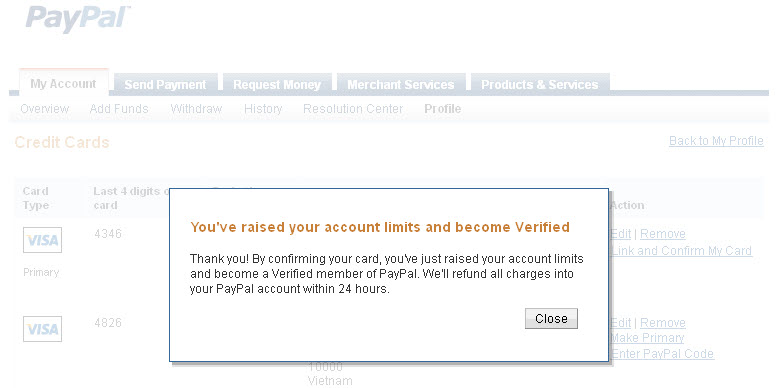 PayPal
My Account Send Payment Request Money Merchant Services Products & Services
Overview Add Funds Withdraw History Resolution Center Profile
Credit Cards
Back to My Profile
Card Type
Last 4 digits
card
Action
VISA
4346
Edit | Remove
Link and Confirm My Card
Primary
You've raised your account limits and become Verified
Thank you! By confirming your card, you've just raised your account limits
and become a Verified member of PayPal. We'll refund all charges into
your PayPal account within 24 hours.
Close
VISA
4826
Edit | Remove
Make Primary
Enter PayPal Code
10000
Vietnam